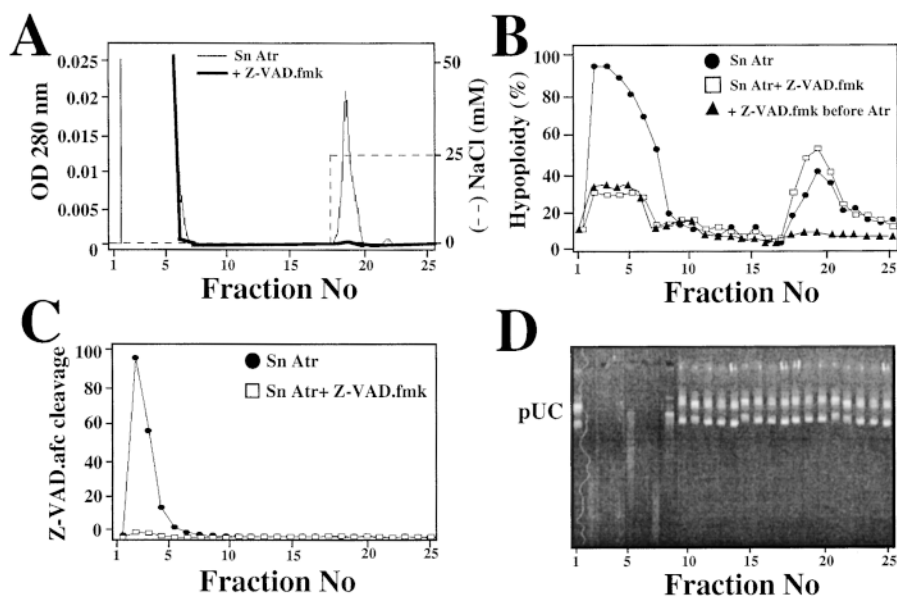 A
Sn Atr
+ Z-VAD.fmk
OD 280 nm
0.025
0.02
0.015
0.01
0.005
0
50
25
0
(--) NaCl (mM)
1 5 10 15 20 25
Fraction No
B
Sn Atr
Sn Atr+ Z-VAD.fmk
+ Z-VAD.fmk before Atr
Hypoploidy (%)
100
80
60
40
20
0
1 5 10 15 20 25
Fraction No
C
Sn Atr
Sn Atr+ Z-VAD.fmk
Z-VAD.afc cleavage
100
80
60
40
20
0
1 5 10 15 20 25
Fraction No
D
pUC
1 5 10 15 20 25
Fraction No